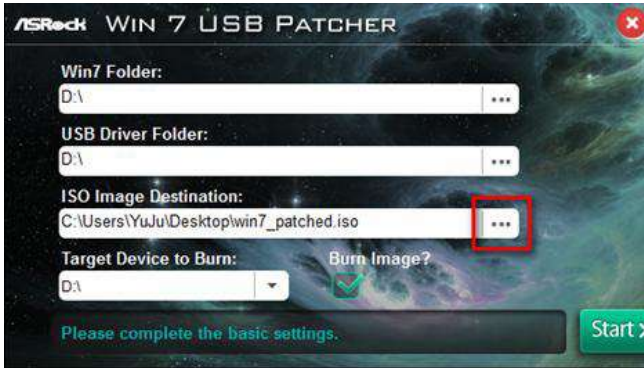 ASRock WIN 7 USB PATCHER
Win7 Folder:
D:\
...
USB Driver Folder:
D:\
...
ISO Image Destination:
C:\Users\YuJu\Desktop\win7_patched.iso
...
Target Device to Burn: Burn Image?
D:\
Please complete the basic settings.
Start